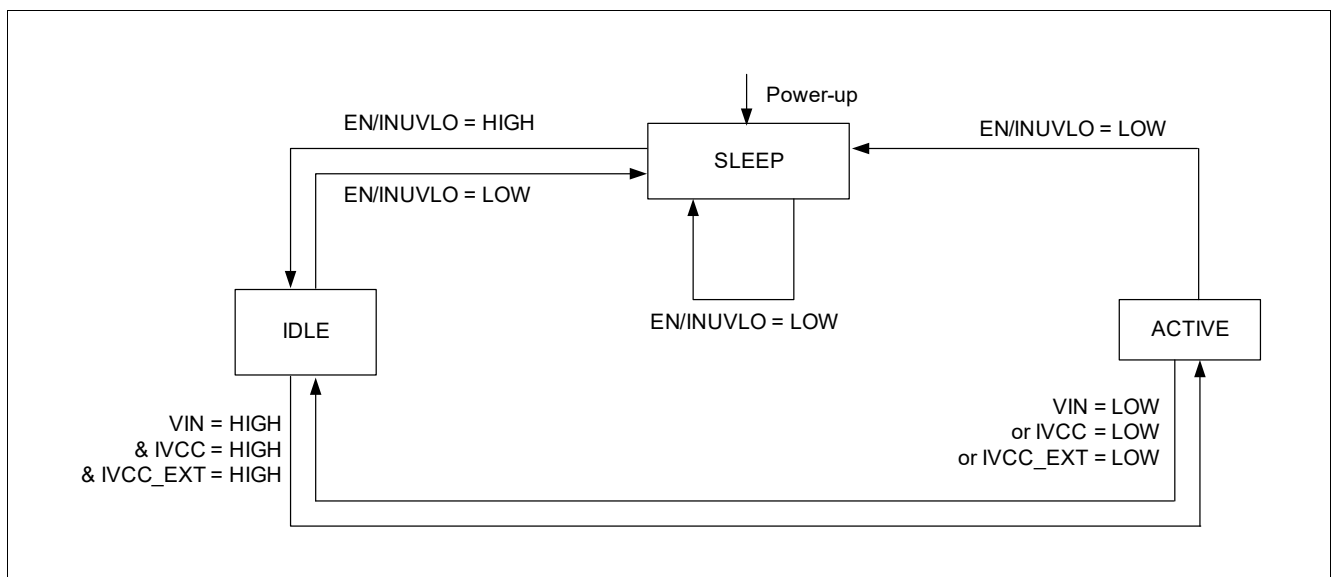 Power-up
EN/INUVLO = HIGH
EN/INUVLO = LOW
SLEEP
EN/INUVLO = LOW
EN/INUVLO = LOW
IDLE
ACTIVE
VIN = HIGH
& IVCC = HIGH
& IVCC_EXT = HIGH
VIN = LOW
or IVCC = LOW
or IVCC_EXT = LOW